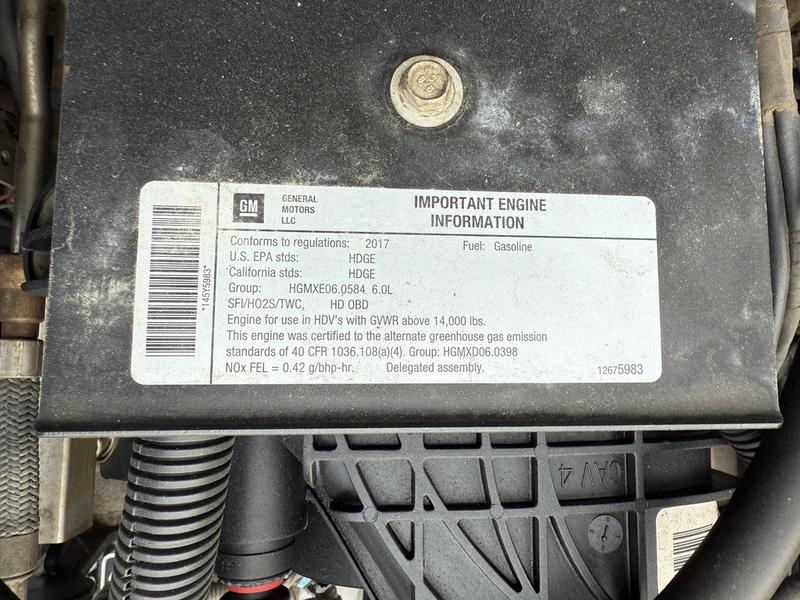 *145Y5983*
GM
GENERAL
MOTORS
LLC
IMPORTANT ENGINE
INFORMATION
Conforms to regulations: 2017 Fuel: Gasoline
U.S. EPA stds: HDGE
California stds: HDGE
Group: HGMXE06.0584 6.0L
SFI/HO2S/TWC, HD OBD
Engine for use in HDV's with GVWR above 14,000 lbs.
This engine was certified to the alternate greenhouse gas emission
standards of 40 CFR 1036.108(a)(4). Group: HGMXD06.0398
NOx FEL = 0.42 g/bhp-hr. Delegated assembly.
12675983
CAV 4